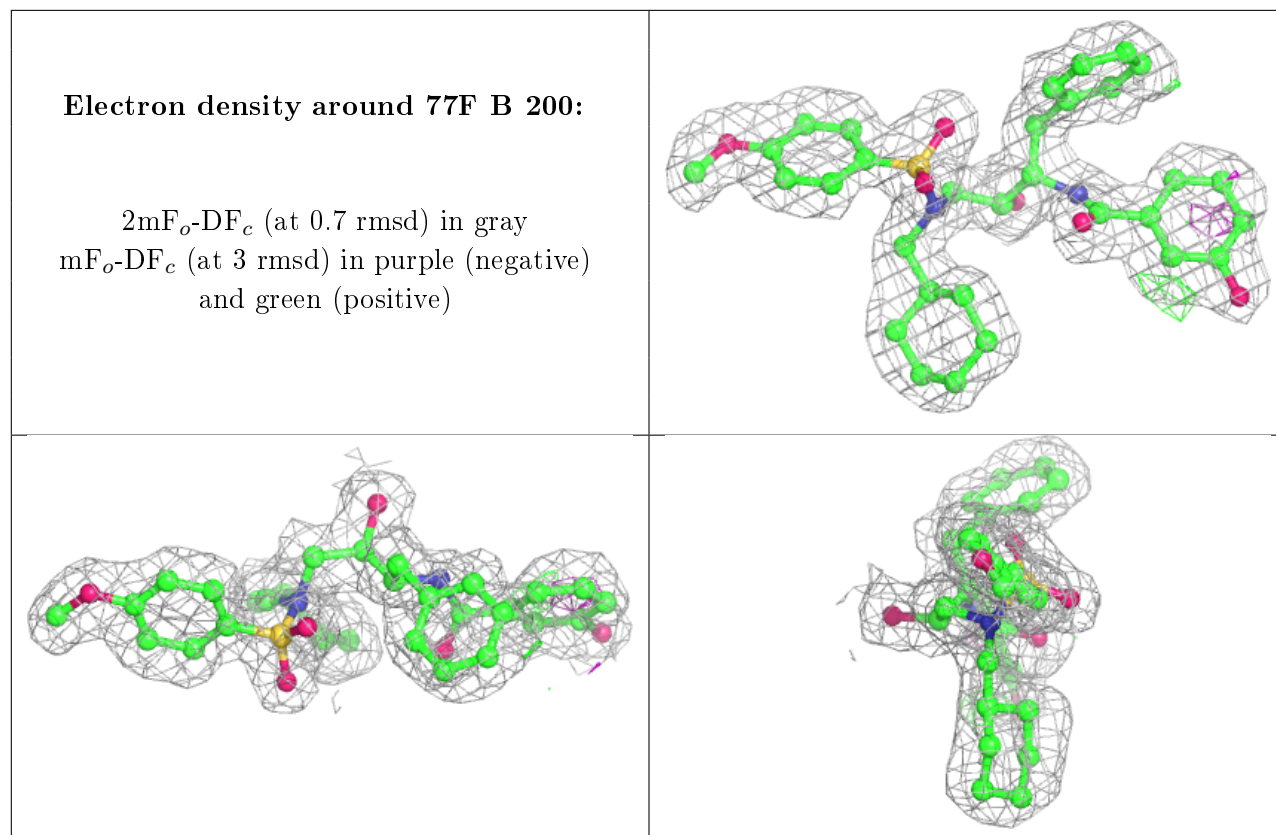 Electron density around 77F B 200:
2mFo-DFc (at 0.7 rmsd) in gray
mFo-DFc (at 3 rmsd) in purple (negative)
and green (positive)